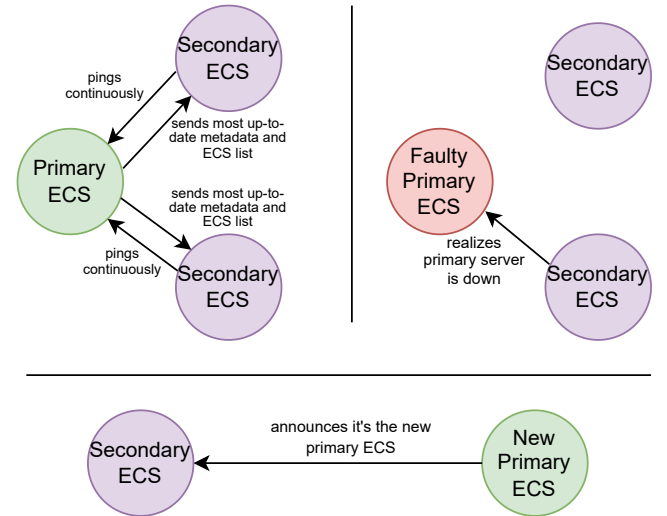 Secondary
ECS
pings
continuously
sends most up-to-
date metadata and
ECS list
Primary
ECS
sends most up-to-
date metadata and
ECS list
pings
continuously
Secondary
ECS
Secondary
ECS
Faulty
Primary
ECS
realizes
primary server
is down
Secondary
ECS
Secondary
ECS
announces it's the new
primary ECS
New
Primary
ECS